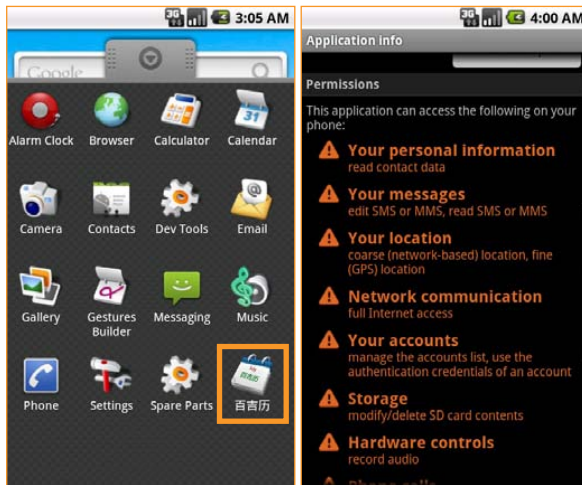 3G
3:05 AM
Google
31
Alarm Clock
Browser
Calculator
Calendar
@
Camera
Contacts
Dev Tools
Email
Gallery
Gestures
Builder
Messaging
Music
百吉历
Phone
Settings
Spare Parts
百吉历
3G
4:00 AM
Application info
Permissions
This application can access the following on your
phone:
Your personal information
read contact data
Your messages
edit SMS or MMS, read SMS or MMS
Your location
coarse (network-based) location, fine
(GPS) location
Network communication
full Internet access
Your accounts
manage the accounts list, use the
authentication credentials of an account
Storage
modify/delete SD card contents
Hardware controls
record audio
Phone calls